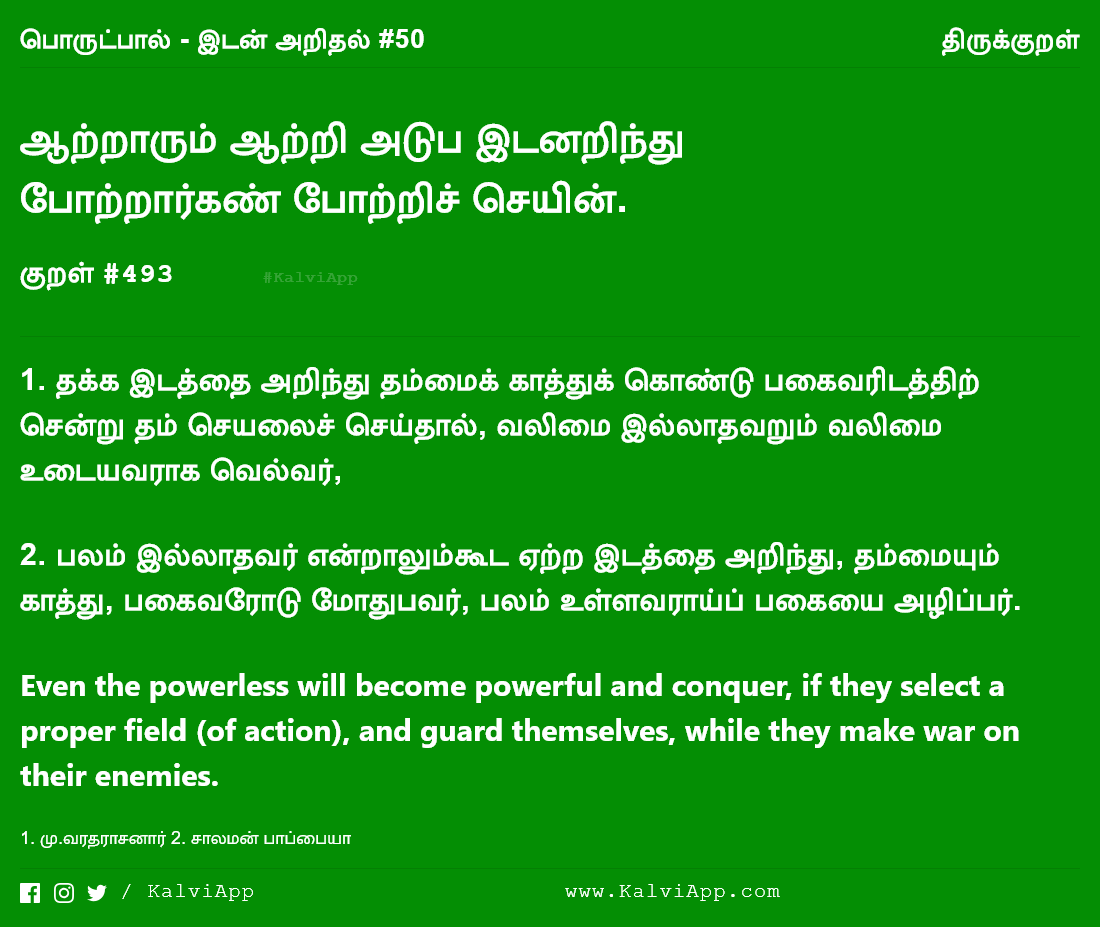 பொருட்பால் - இடன் அறிதல் #50
திருக்குறள்
ஆற்றாரும் ஆற்றி அடுப இடனறிந்து
போற்றார்கண் போற்றிச் செயின்.
குறள் #493
#KalviApp
1. தக்க இடத்தை அறிந்து தம்மைக் காத்துக் கொண்டு பகைவரிடத்திற்
சென்று தம் செயலைச் செய்தால், வலிமை இல்லாதவறும் வலிமை
உடையவராக வெல்வர்,
2. பலம் இல்லாதவர் என்றாலும்கூட ஏற்ற இடத்தை அறிந்து, தம்மையும்
காத்து, பகைவரோடு மோதுபவர், பலம் உள்ளவராய்ப் பகையை அழிப்பர்.
Even the powerless will become powerful and conquer, if they select a
proper field (of action), and guard themselves, while they make war on
their enemies.
1. மு.வரதராசனார் 2. சாலமன் பாப்பையா
/ KalviApp
www.KalviApp.com